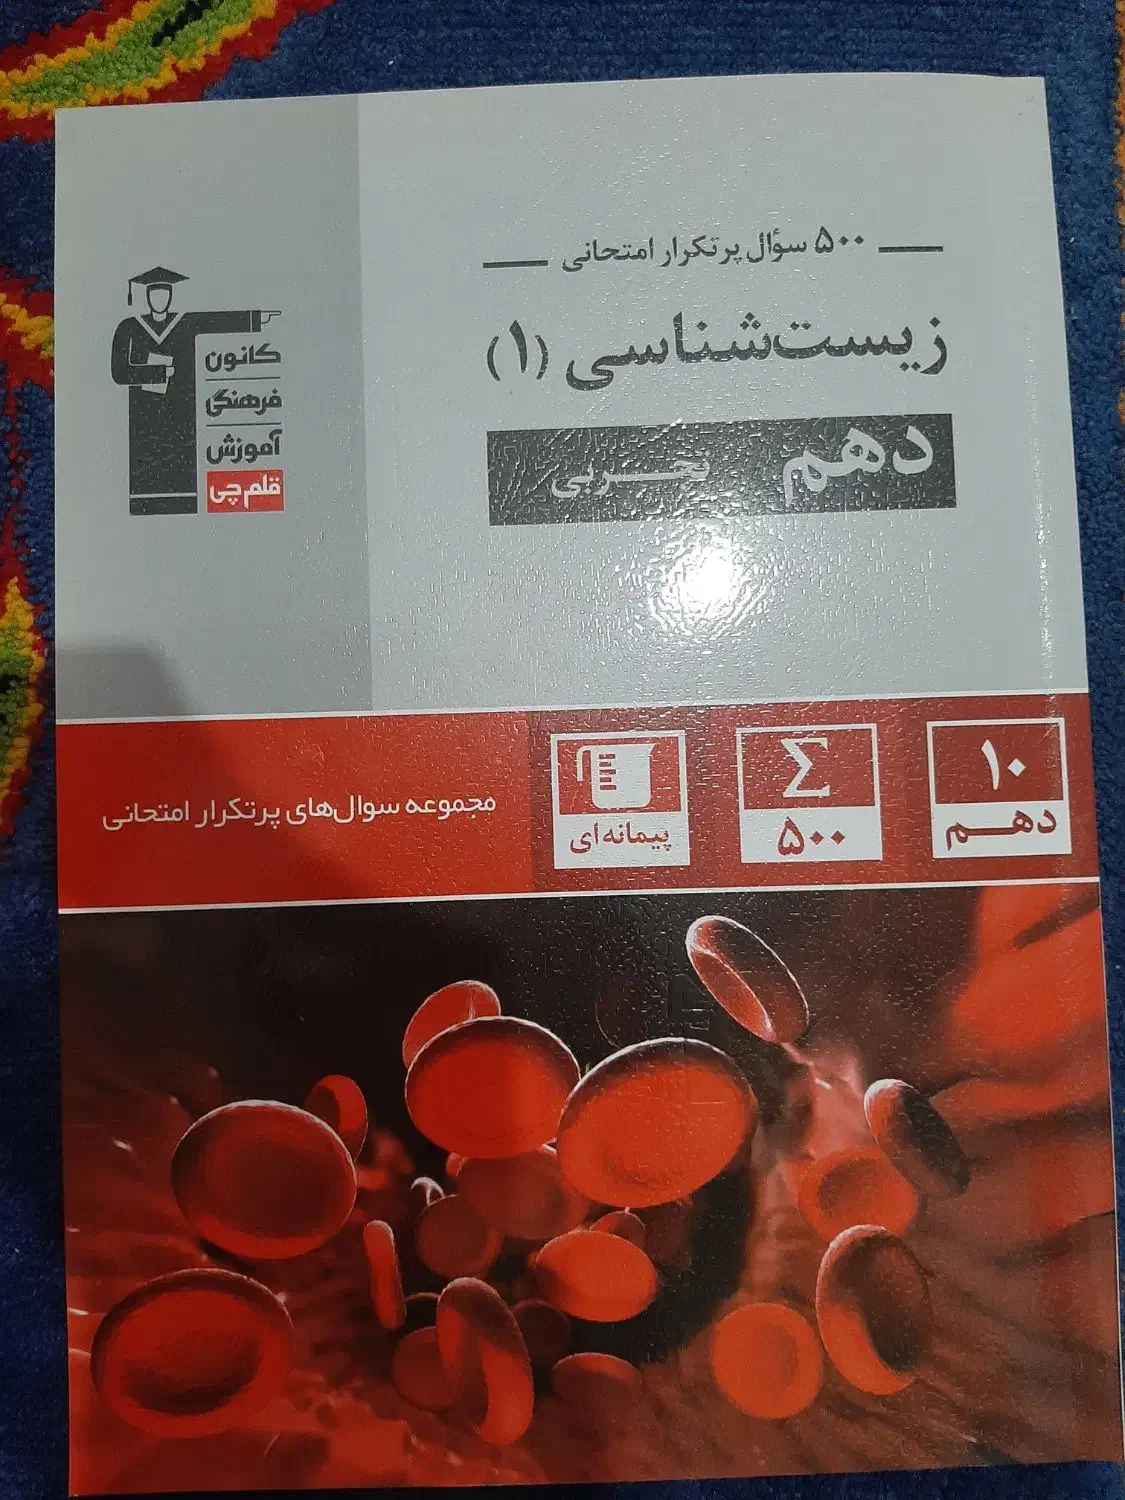 ۵۰۰ سؤال پرتکرار امتحانی
زیست‌شناسی (۱)
دهم تجربی
کانون
فرهنگی
آموزش
قلم‌چی
۱۰
دهم
Σ
۵۰۰
پیمانه‌ای
مجموعه سوال‌های پرتکرار امتحانی